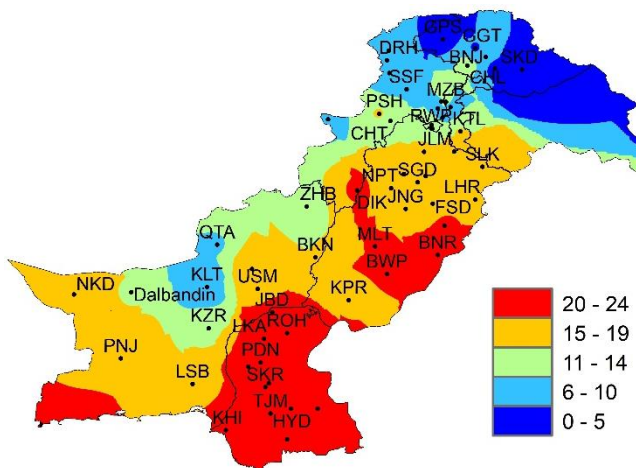 GPS
GGT
DRH
BNJ
SKD
SSF
CHL
MZB
PSH
RWP
KTL
CHT
JLM
SLK
NPT
SGD
ZHB
DIK
JNG
LHR
FSD
QTA
MLT
BNR
BKN
KLT
USM
BWP
NKD
Dalbandin
KPR
JBD
KZR
ROH
PDN
PNJ
LSB
SKR
TJM
KHI
HYD
20 - 24
15 - 19
11 - 14
6 - 10
0 - 5